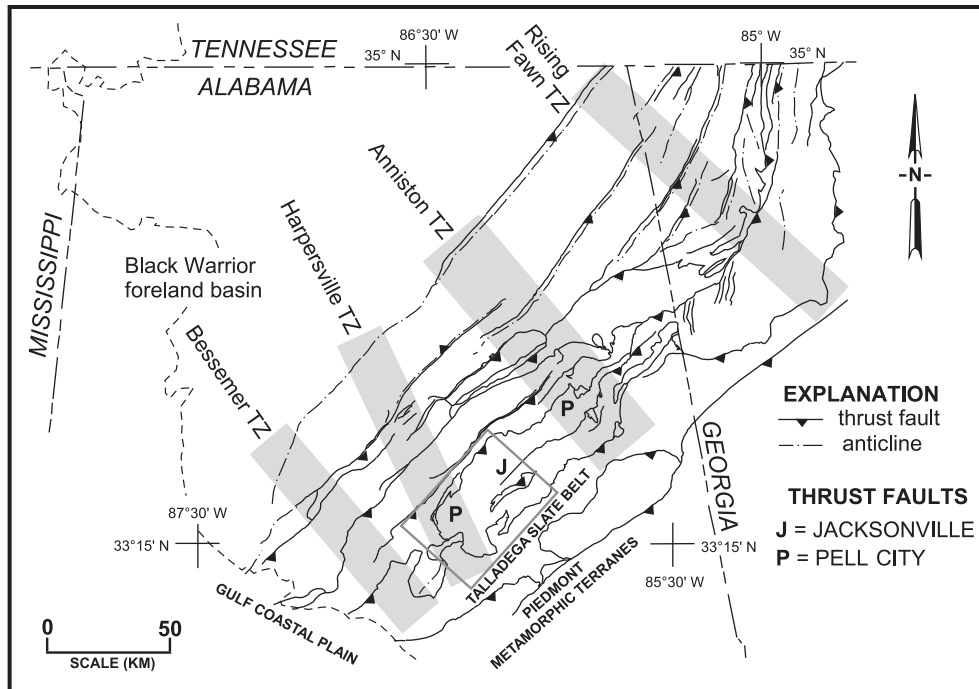 86°30' W
85° W
TENNESSEE
35° N
35° N
ALABAMA
Rising
Fawn TZ
Anniston TZ
-N-
Harpersville TZ
MISSISSIPPI
Black Warrior
foreland basin
Bessemer TZ
EXPLANATION
thrust fault
anticline
P
GEORGIA
J
THRUST FAULTS
J = JACKSONVILLE
P = PELL CITY
P
87°30' W
33°15' N
33°15' N
85°30' W
TALLADEGA SLATE BELT
PIEDMONT
METAMORPHIC TERRANES
GULF COASTAL PLAIN
0 50
SCALE (KM)